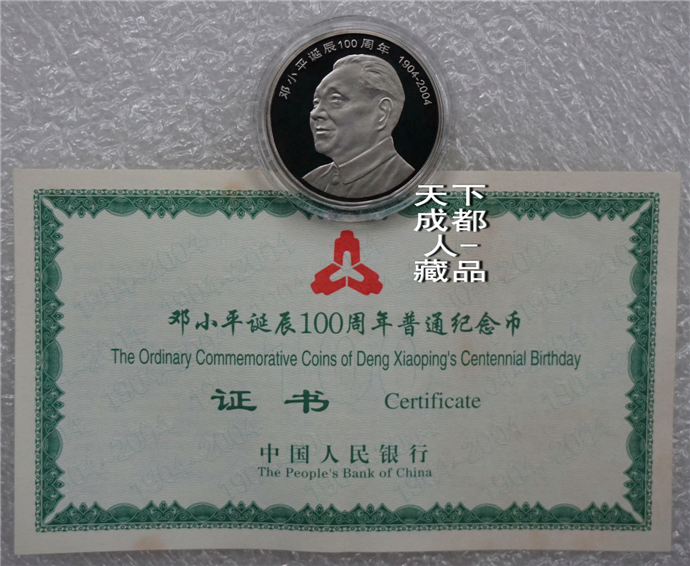 邓小平诞辰100周年 1904-2004
天下
成都
人-
藏品
邓小平诞辰100周年普通纪念币
The Ordinary Commemorative Coins of Deng Xiaoping's Centennial Birthday
证书 Certificate
中国人民银行
The People's Bank of China